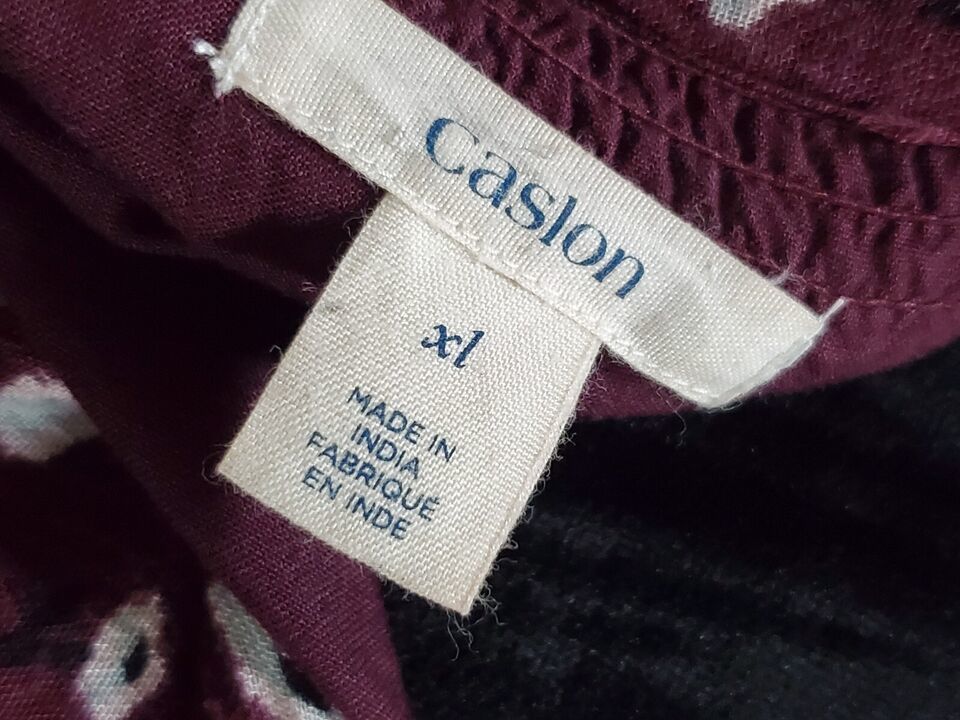 Caslon
xl
MADE IN
INDIA
FABRIQUÉ
EN INDE